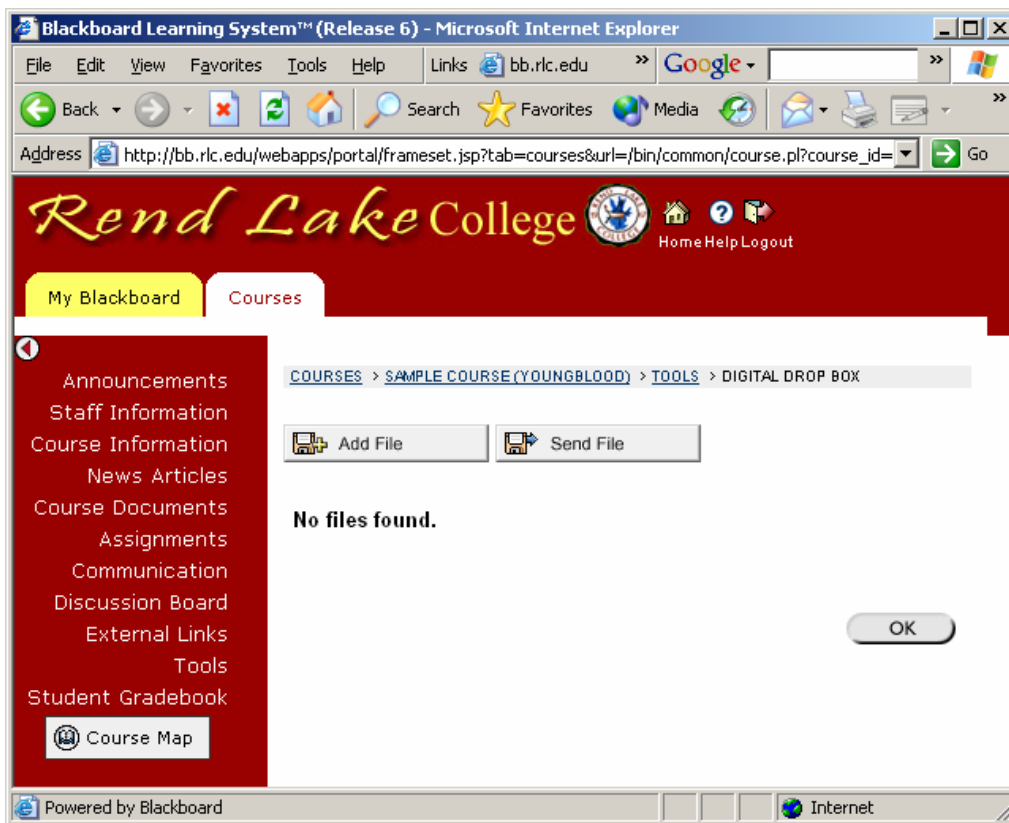 Blackboard Learning System™ (Release 6) - Microsoft Internet Explorer
File Edit View Favorites Tools Help Links bb.rlc.edu » Google »
Back Search Favorites Media »
Address http://bb.rlc.edu/webapps/portal/frameset.jsp?tab=courses&url=/bin/common/course.pl?course_id= Go
Rend Lake College
Home Help Logout
My Blackboard Courses
COURSES > SAMPLE COURSE (YOUNGBLOOD) > TOOLS > DIGITAL DROP BOX
Announcements
Staff Information
Course Information
News Articles
Course Documents
Assignments
Communication
Discussion Board
External Links
Tools
Student Gradebook
Course Map
Add File Send File
No files found.
OK
Powered by Blackboard Internet